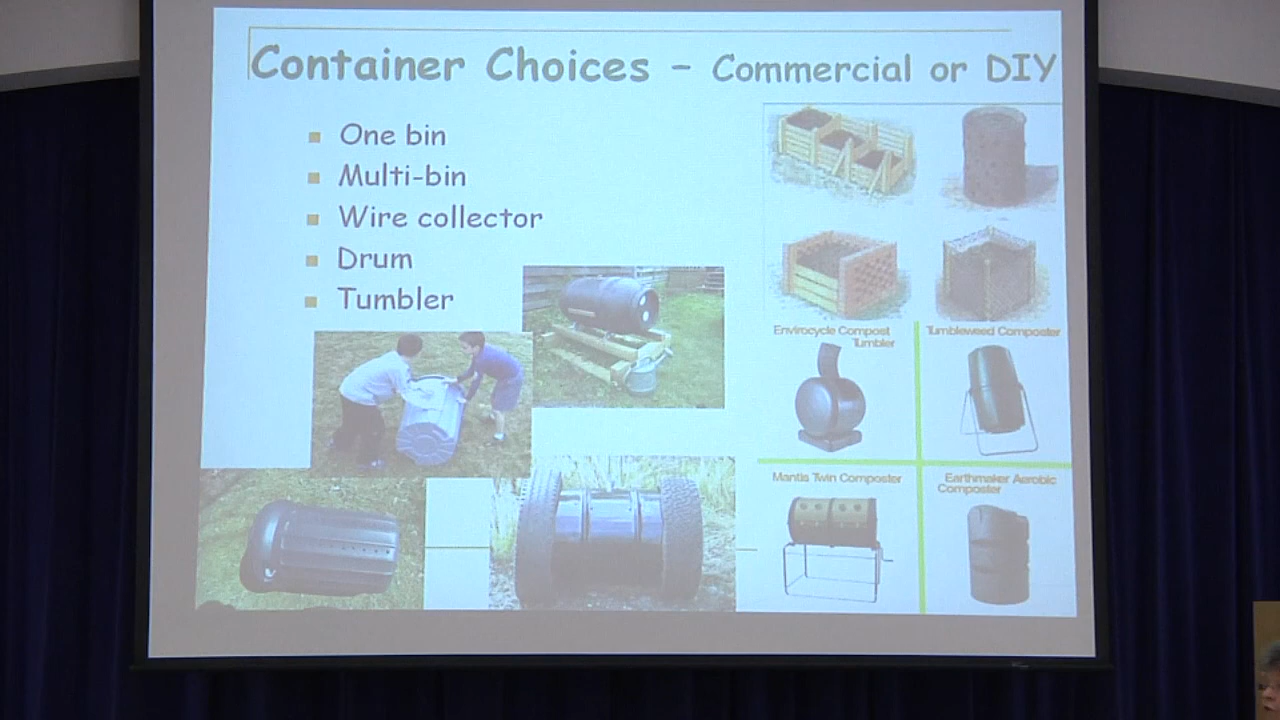 Container Choices – Commercial or DIY
One bin
Multi-bin
Wire collector
Drum
Tumbler
Envirocycle Compost
Tumbler
Tumbleweed Composter
Mantis Twin Composter
Earthmaker Aerobic
Composter